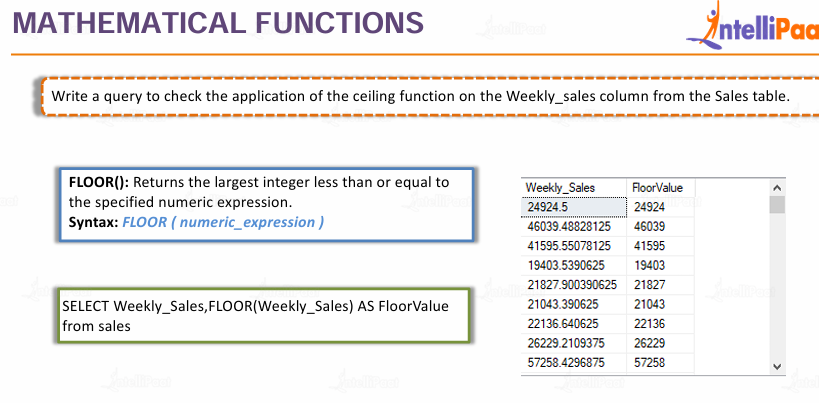 MATHEMATICAL FUNCTIONS
IntelliPaa
Write a query to check the application of the ceiling function on the Weekly_sales column from the Sales table.
FLOOR(): Returns the largest integer less than or equal to
the specified numeric expression.
Syntax: FLOOR ( numeric_expression )
SELECT Weekly_Sales,FLOOR(Weekly_Sales) AS FloorValue
from sales
Weekly_Sales FloorValue
24924.5 24924
46039.48828125 46039
41595.55078125 41595
19403.5390625 19403
21827.900390625 21827
21043.390625 21043
22136.640625 22136
26229.2109375 26229
57258.4296875 57258